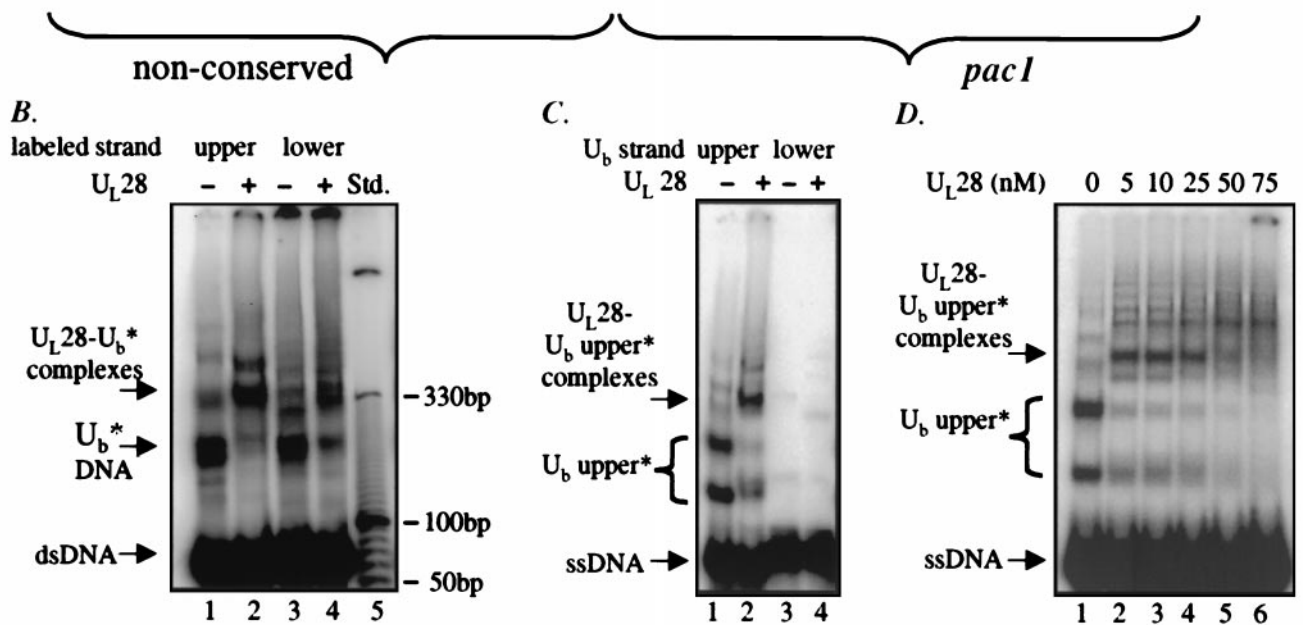 non-conserved
pac1
B.
labeled strand upper lower
UL28 – + – + Std.
UL28-Ub*
complexes
Ub*
DNA
dsDNA
330bp
100bp
50bp
1 2 3 4 5
C.
Ub strand upper lower
UL 28 – + – +
UL28-
Ub upper*
complexes
Ub upper*
ssDNA
1 2 3 4
D.
UL28 (nM) 0 5 10 25 50 75
UL28-
Ub upper*
complexes
Ub upper*
ssDNA
1 2 3 4 5 6